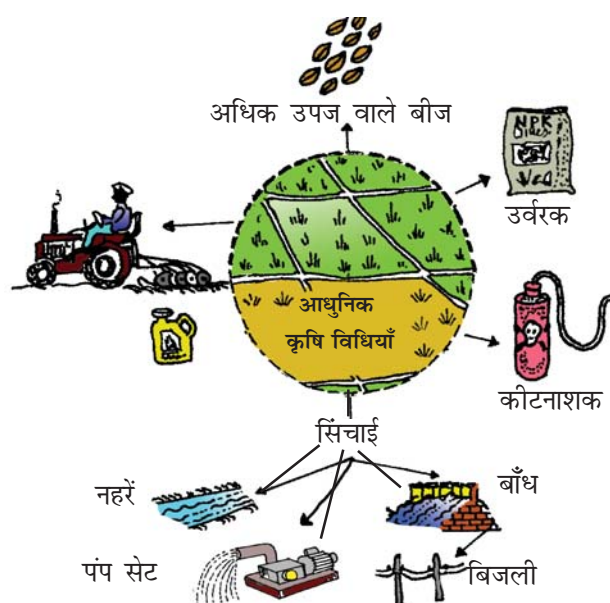 अधिक उपज वाले बीज
NPK
उर्वरक
आधुनिक
कृषि विधियाँ
कीटनाशक
सिंचाई
नहरें
बाँध
पंप सेट
बिजली